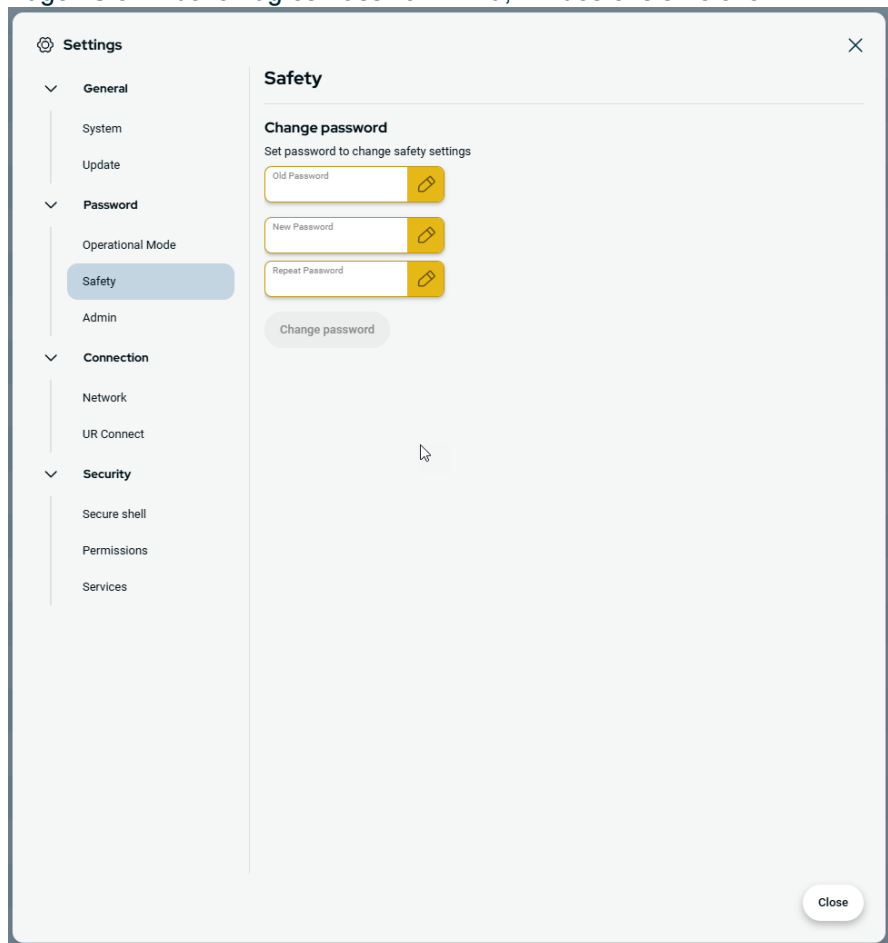 Settings
General
System
Update
Password
Operational Mode
Safety
Admin
Connection
Network
UR Connect
Security
Secure shell
Permissions
Services
Safety
Change password
Set password to change safety settings
Old Password
New Password
Repeat Password
Change password
Close